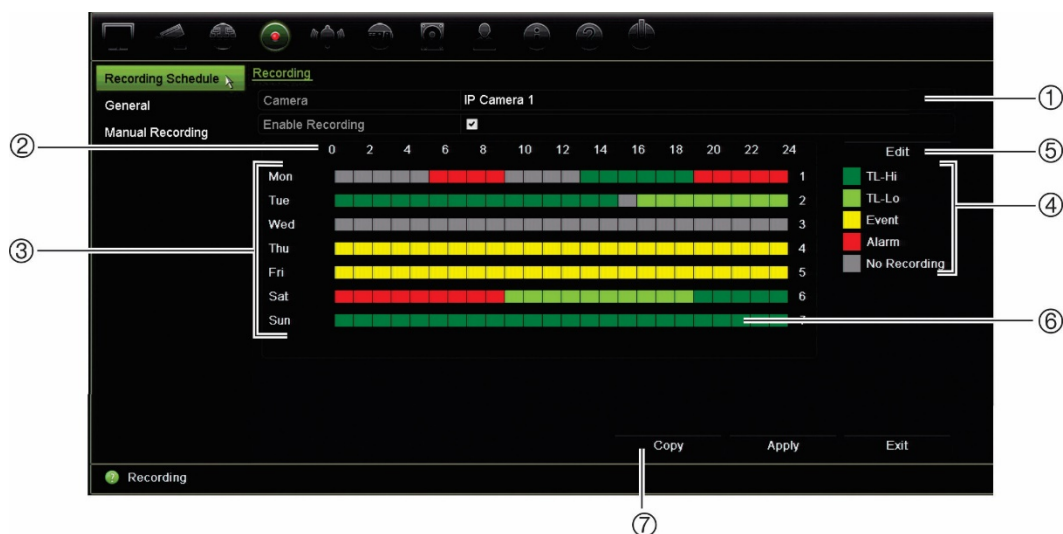 Recording Schedule Recording
General Camera IP Camera 1 ①
Manual Recording Enable Recording
② 0 2 4 6 8 10 12 14 16 18 20 22 24 Edit ⑤
Mon 1 TL-Hi
Tue 2 TL-Lo ④
Wed 3 Event
③ Thu 4 Alarm
Fri 5 No Recording
Sat 6
Sun 7 ⑥
Copy Apply Exit
? Recording
⑦